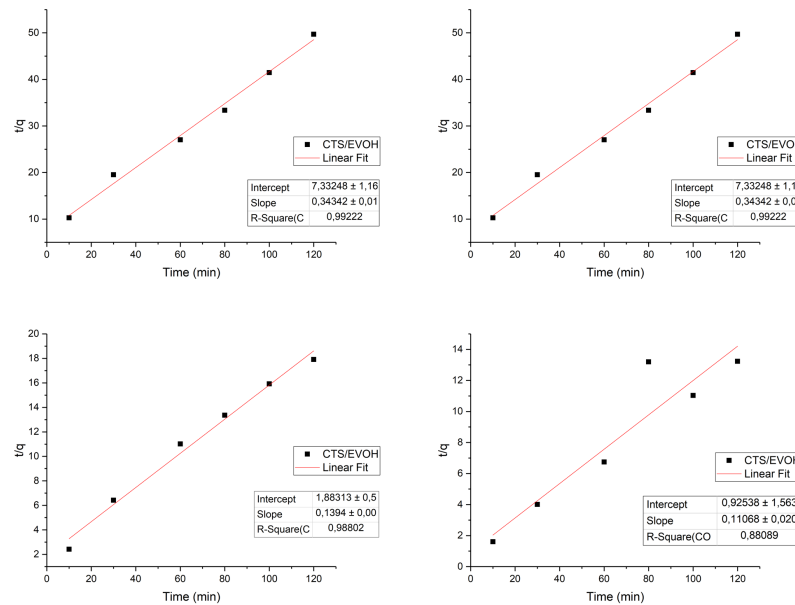 50
40
30
20
10
t/q
CTS/EVOH
Linear Fit
Intercept 7,33248 ± 1,16
Slope 0,34342 ± 0,01
R-Square(C 0,99222
0 20 40 60 80 100 120
Time (min)
50
40
30
20
10
t/q
CTS/EVOH
Linear Fit
Intercept 7,33248 ± 1,1
Slope 0,34342 ± 0,0
R-Square(C 0,99222
0 20 40 60 80 100 120
Time (min)
20
18
16
14
12
10
8
6
4
2
t/q
CTS/EVOH
Linear Fit
Intercept 1,88313 ± 0,5
Slope 0,1394 ± 0,00
R-Square(C 0,98802
0 20 40 60 80 100 120
Time (min)
14
12
10
8
6
4
2
0
t/q
CTS/EVOH
Linear Fit
Intercept 0,92538 ± 1,563
Slope 0,11068 ± 0,020
R-Square(CO 0,88089
0 20 40 60 80 100 120
Time (min)